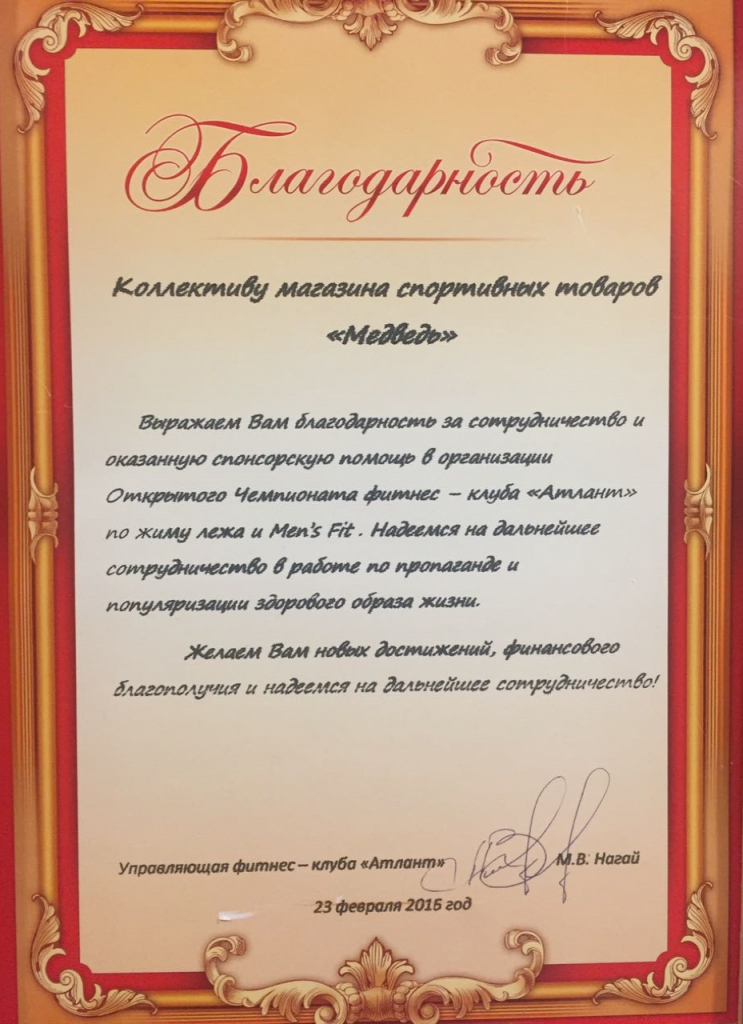 Благодарность
Коллективу магазина спортивных товаров
«Медведь»
Выражаем Вам благодарность за сотрудничество и
оказанную спонсорскую помощь в организации
Открытого Чемпионата фитнес – клуба «Атлант»
по жиму лежа и Men's Fit . Надеемся на дальнейшее
сотрудничество в работе по пропаганде и
популяризации здорового образа жизни.
Желаем Вам новых достижений, финансового
благополучия и надеемся на дальнейшее сотрудничество!
Управляющая фитнес – клуба «Атлант» М.В. Нагай
23 февраля 2015 год